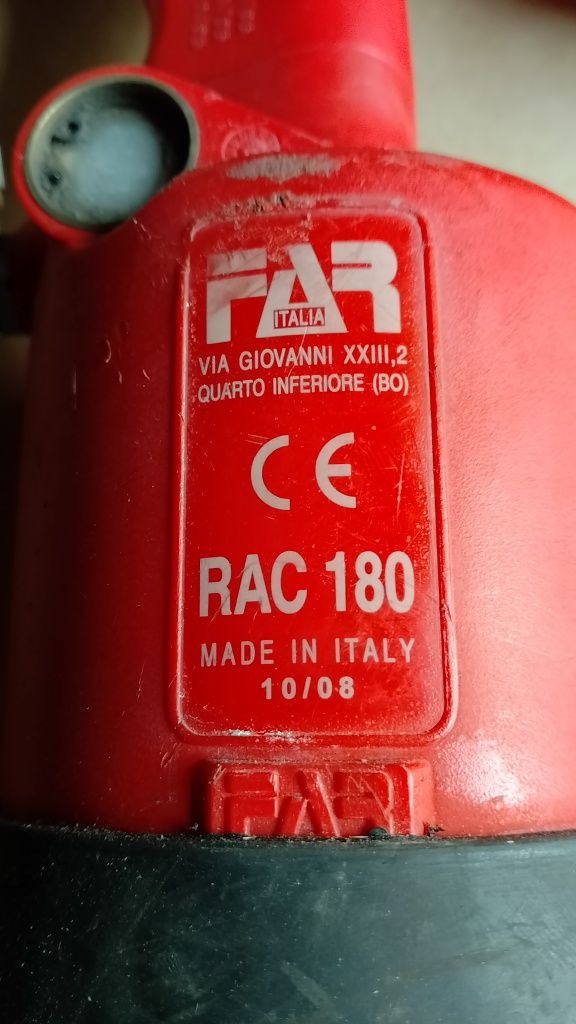 FAR
ITALIA
VIA GIOVANNI XXIII,2
QUARTO INFERIORE (BO)
CE
RAC 180
MADE IN ITALY
10/08
FAR